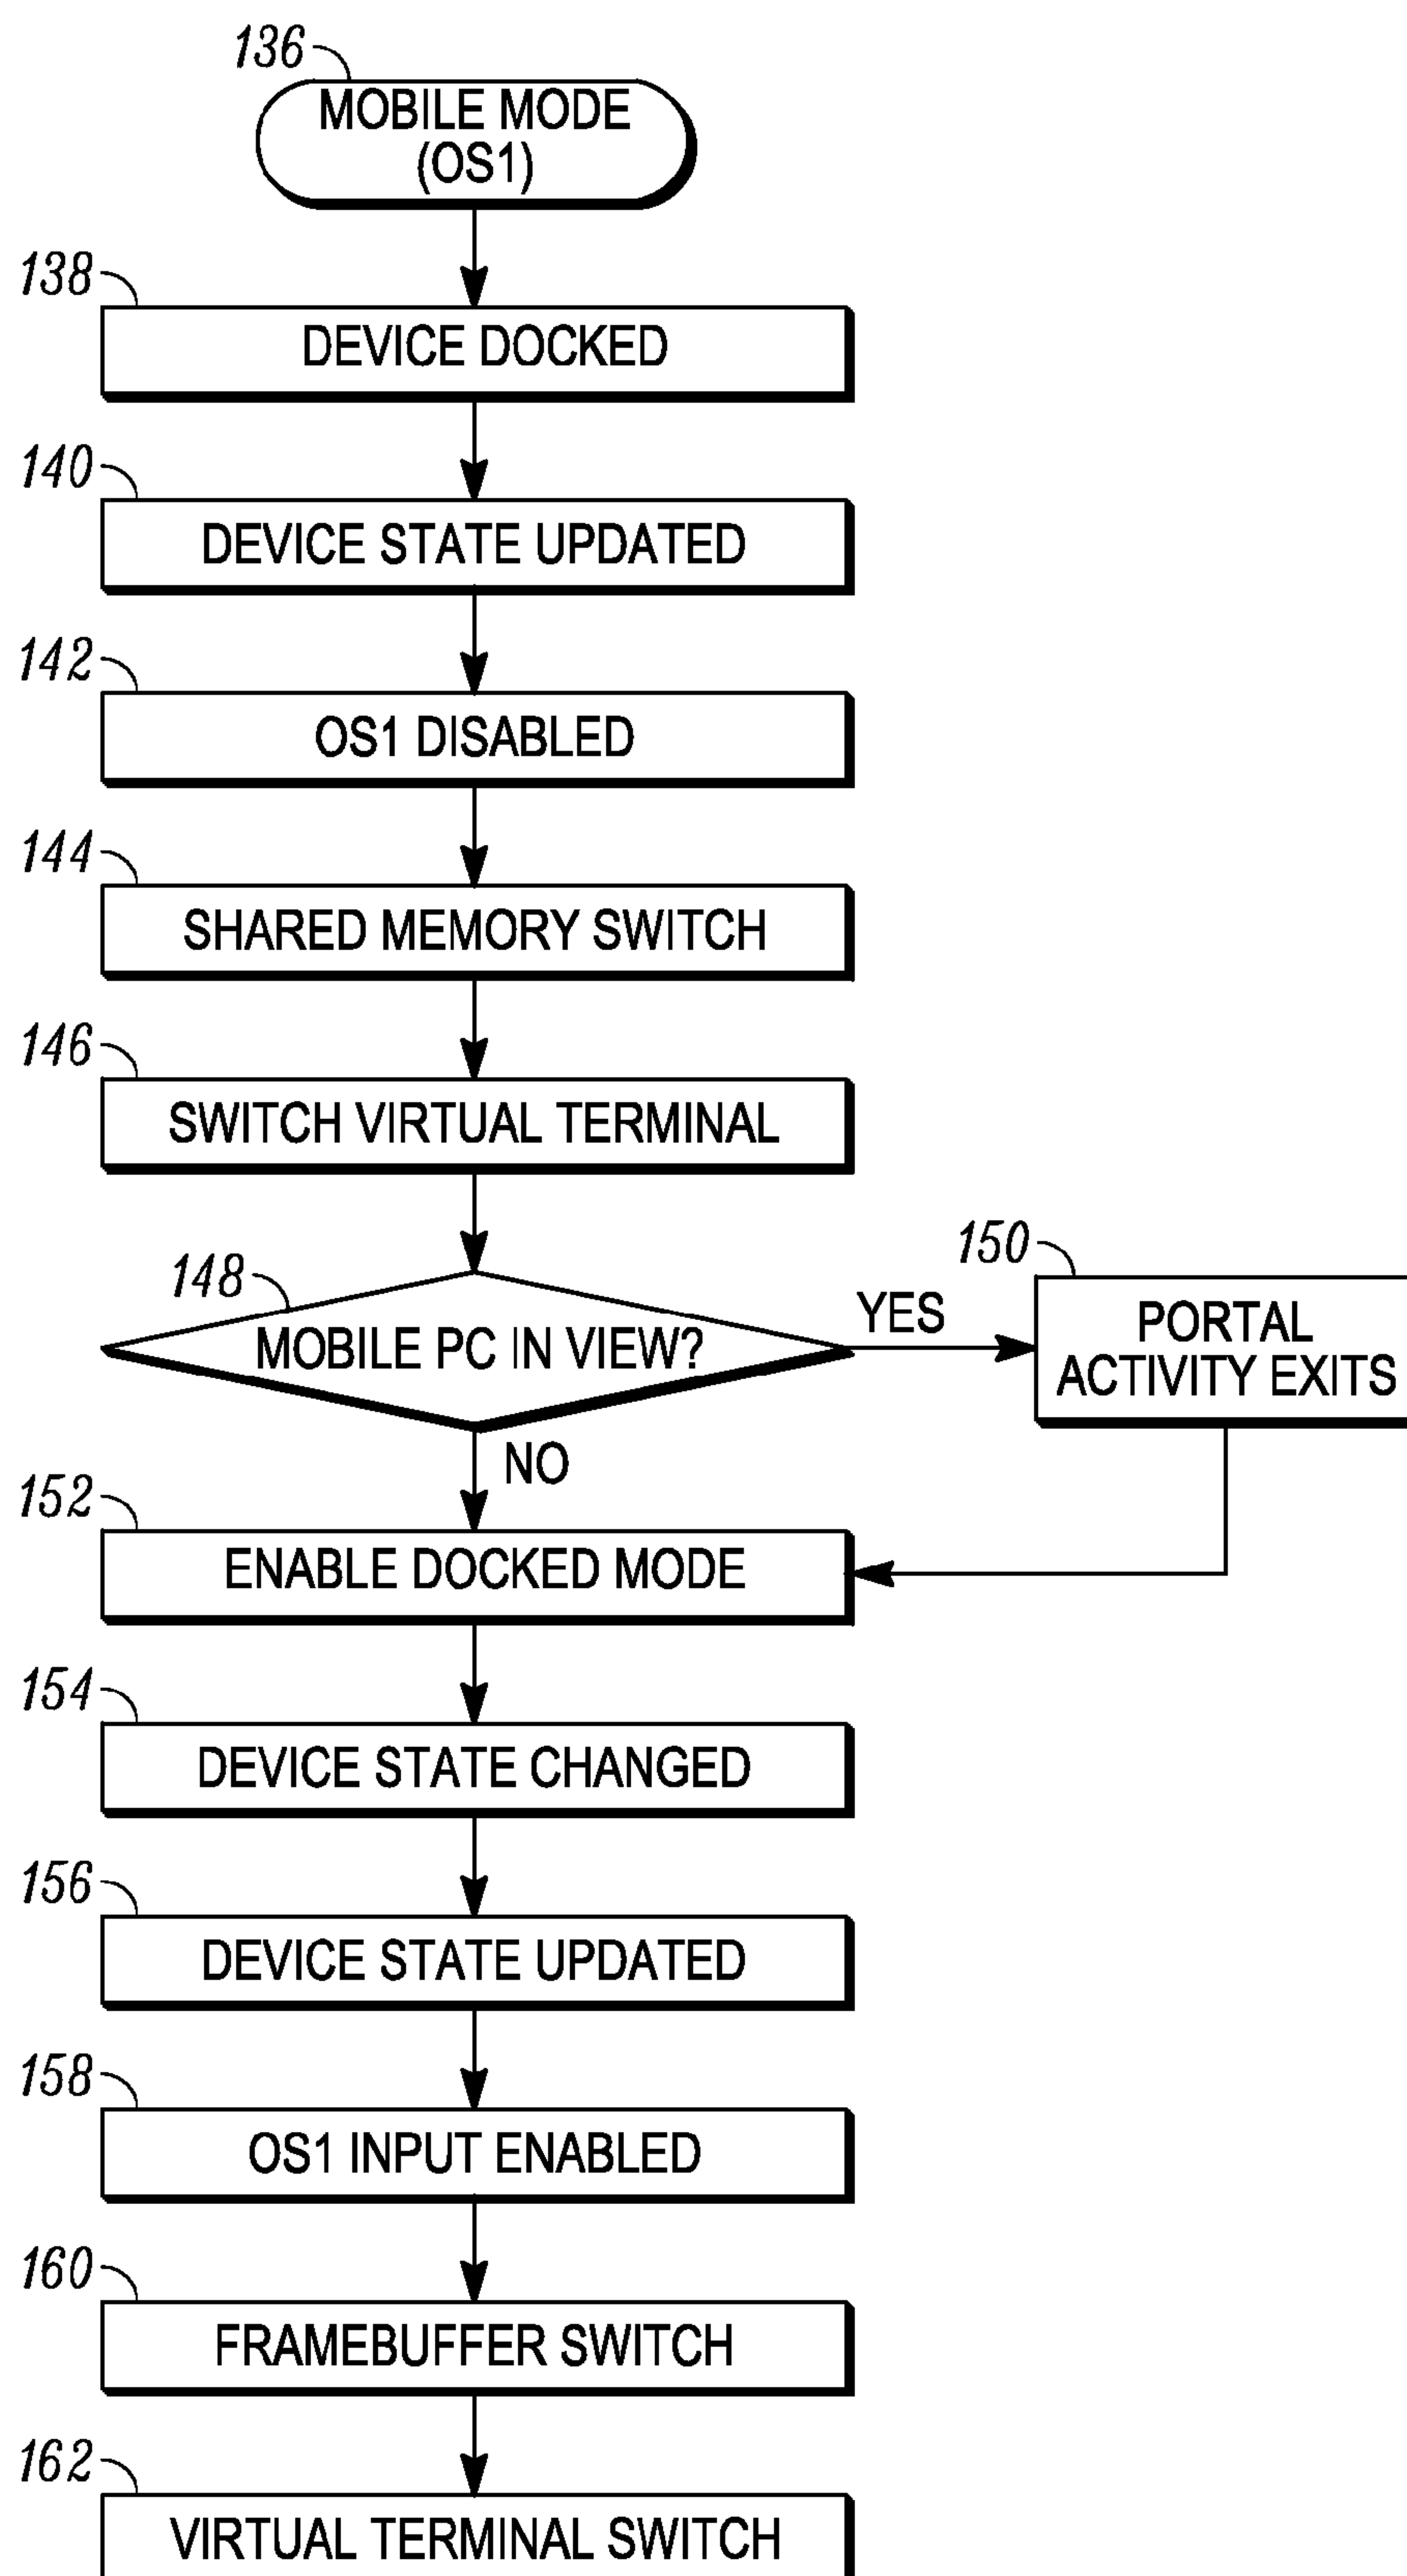 136
MOBILE MODE
(OS1)
138
DEVICE DOCKED
140
DEVICE STATE UPDATED
142
OS1 DISABLED
144
SHARED MEMORY SWITCH
146
SWITCH VIRTUAL TERMINAL
148
MOBILE PC IN VIEW?
YES
150
PORTAL
ACTIVITY EXITS
NO
152
ENABLE DOCKED MODE
154
DEVICE STATE CHANGED
156
DEVICE STATE UPDATED
158
OS1 INPUT ENABLED
160
FRAMEBUFFER SWITCH
162
VIRTUAL TERMINAL SWITCH